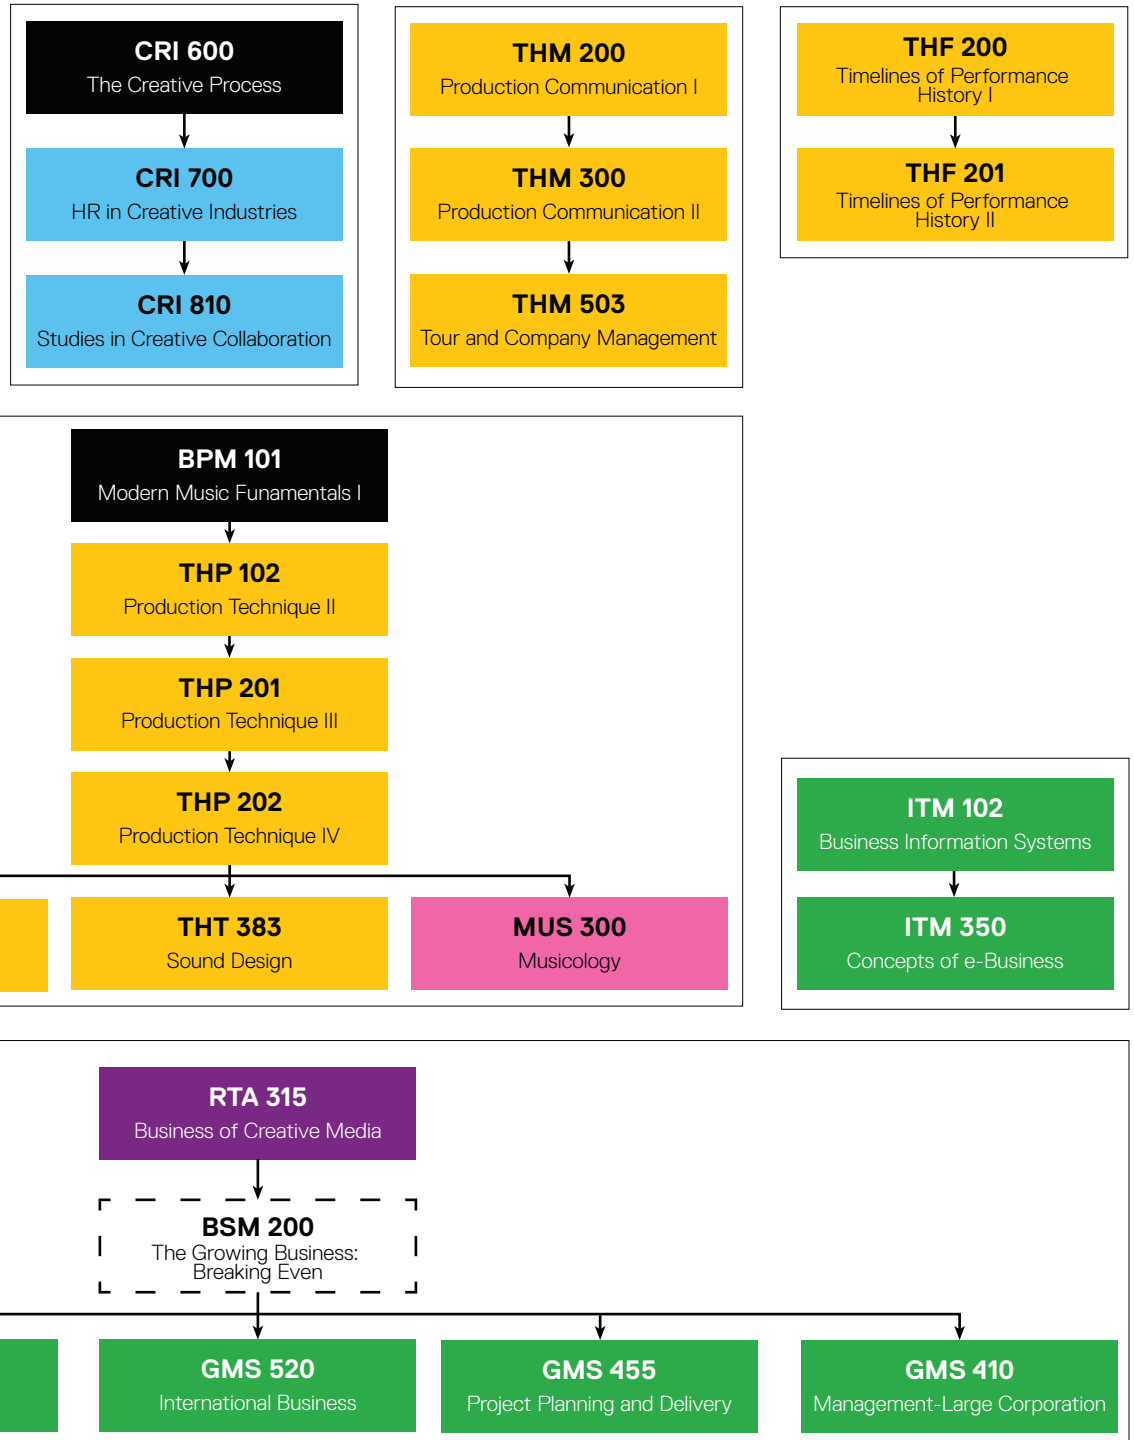 CRI 600
The Creative Process
CRI 700
HR in Creative Industries
CRI 810
Studies in Creative Collaboration
THM 200
Production Communication I
THM 300
Production Communication II
THM 503
Tour and Company Management
THF 200
Timelines of Performance
History I
THF 201
Timelines of Performance
History II
BPM 101
Modern Music Funamentals I
THP 102
Production Technique II
THP 201
Production Technique III
THP 202
Production Technique IV
THT 383
Sound Design
MUS 300
Musicology
ITM 102
Business Information Systems
ITM 350
Concepts of e-Business
RTA 315
Business of Creative Media
BSM 200
The Growing Business:
Breaking Even
GMS 520
International Business
GMS 455
Project Planning and Delivery
GMS 410
Management-Large Corporation